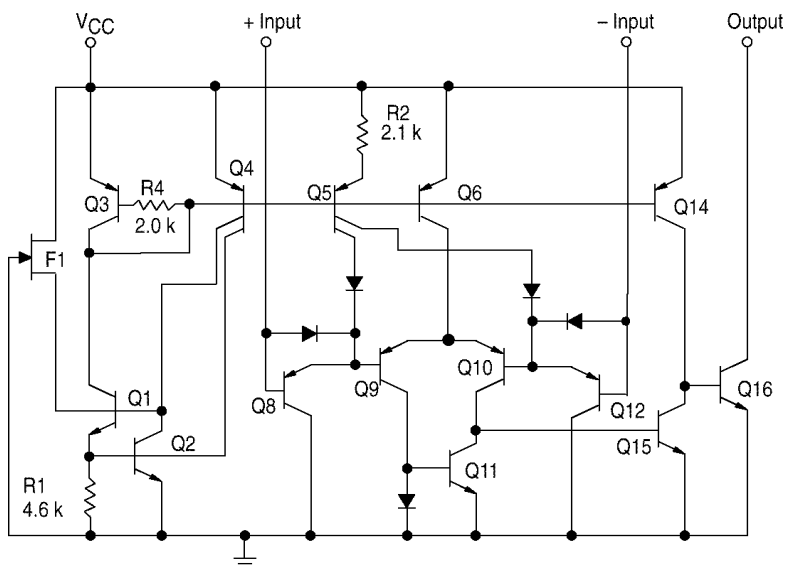 V_CC
+ Input
– Input
Output
R2
2.1 k
Q4
Q3
R4
2.0 k
Q5
Q6
Q14
F1
Q1
Q2
Q8
Q9
Q10
Q12
Q16
Q15
Q11
R1
4.6 k